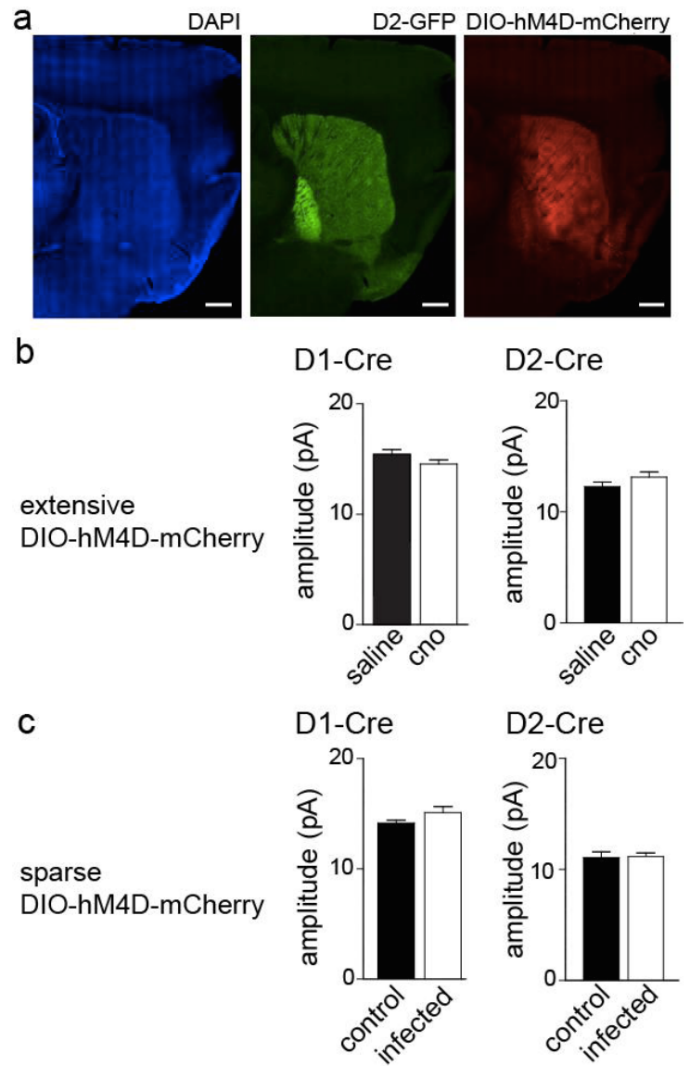 a
DAPI
D2-GFP
DIO-hM4D-mCherry
b
D1-Cre
D2-Cre
extensive
DIO-hM4D-mCherry
amplitude (pA)
20
10
0
saline
cno
amplitude (pA)
20
10
0
saline
cno
c
D1-Cre
D2-Cre
sparse
DIO-hM4D-mCherry
amplitude (pA)
20
10
0
control
infected
amplitude (pA)
20
10
0
control
infected